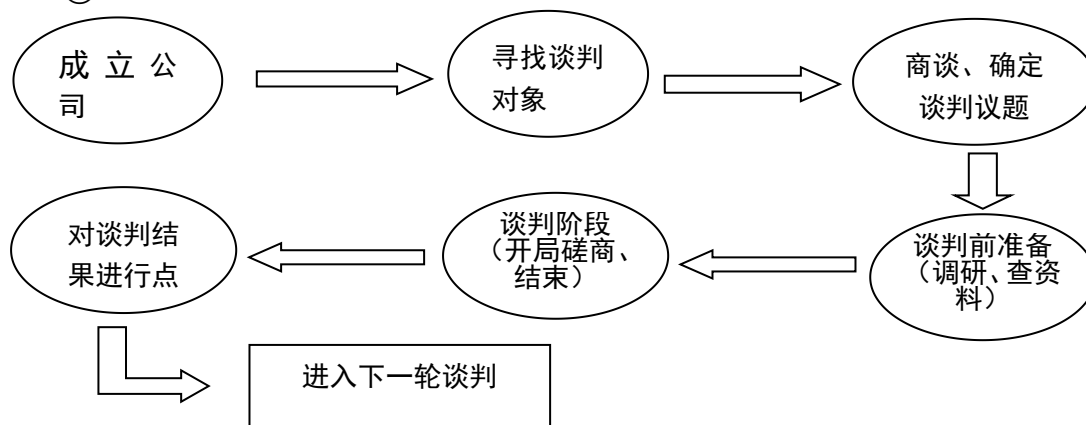 成 立 公
司
寻找谈判
对象
商谈、确定
谈判议题
谈判前准备
（调研、查资
料）
谈判阶段
（开局磋商、
结束）
对谈判结
果进行点
进入下一轮谈判